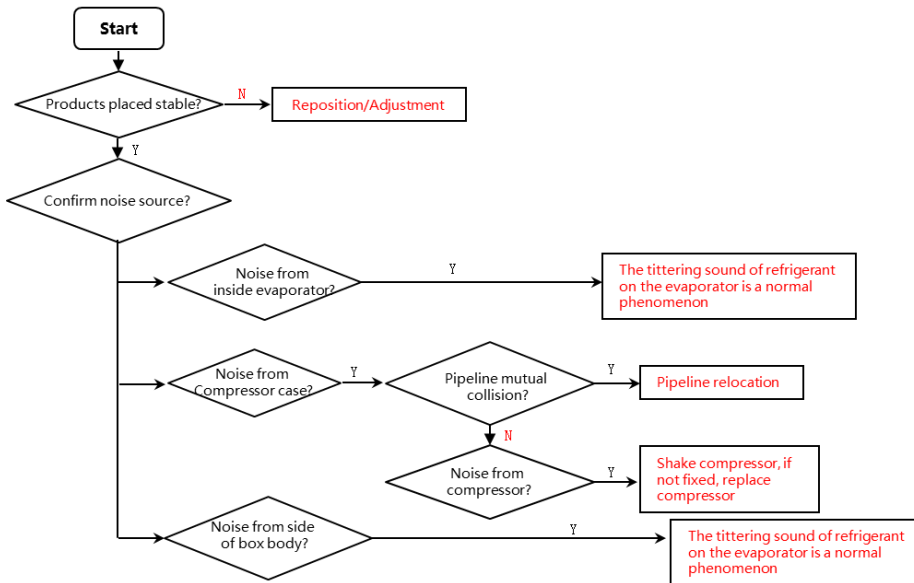 Start
Products placed stable?
N
Reposition/Adjustment
Y
Confirm noise source?
Noise from
inside evaporator?
Y
The tittering sound of refrigerant
on the evaporator is a normal
phenomenon
Noise from
Compressor case?
Y
Pipeline mutual
collision?
Y
Pipeline relocation
N
Noise from
compressor?
Y
Shake compressor, if
not fixed, replace
compressor
Noise from side
of box body?
Y
The tittering sound of refrigerant
on the evaporator is a normal
phenomenon